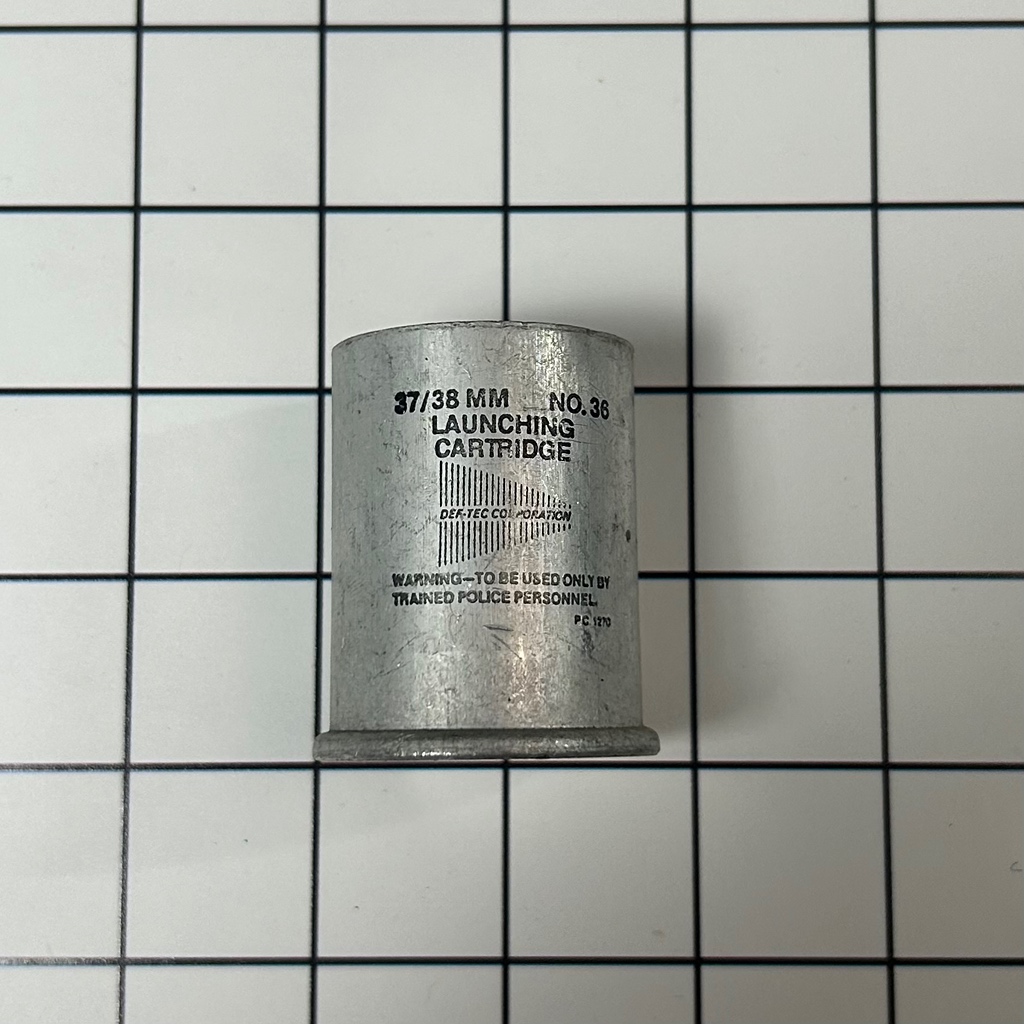 37/38 MM NO. 36
LAUNCHING
CARTRIDGE
DEF-TEC CORPORATION
WARNING—TO BE USED ONLY BY
TRAINED POLICE PERSONNEL.
PC 1270